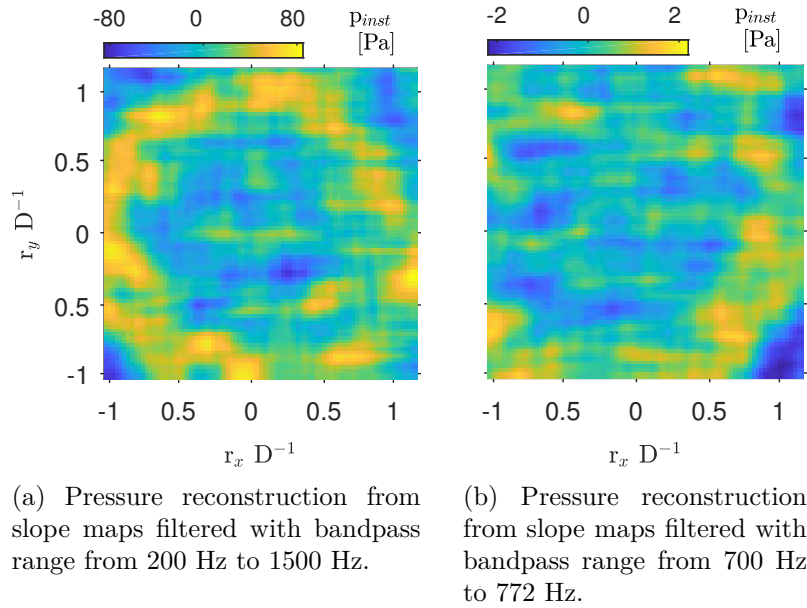 -80 0 80 p_inst [Pa]
-2 0 2 p_inst [Pa]
1
0.5
0
0.5
-1
r_y D^-1
-1 0.5 0 0.5 1
-1 0 0.5 1
r_x D^-1
r_x D^-1
(a) Pressure reconstruction from
slope maps filtered with bandpass
range from 200 Hz to 1500 Hz.
(b) Pressure reconstruction
from slope maps filtered with
bandpass range from 700 Hz
to 772 Hz.